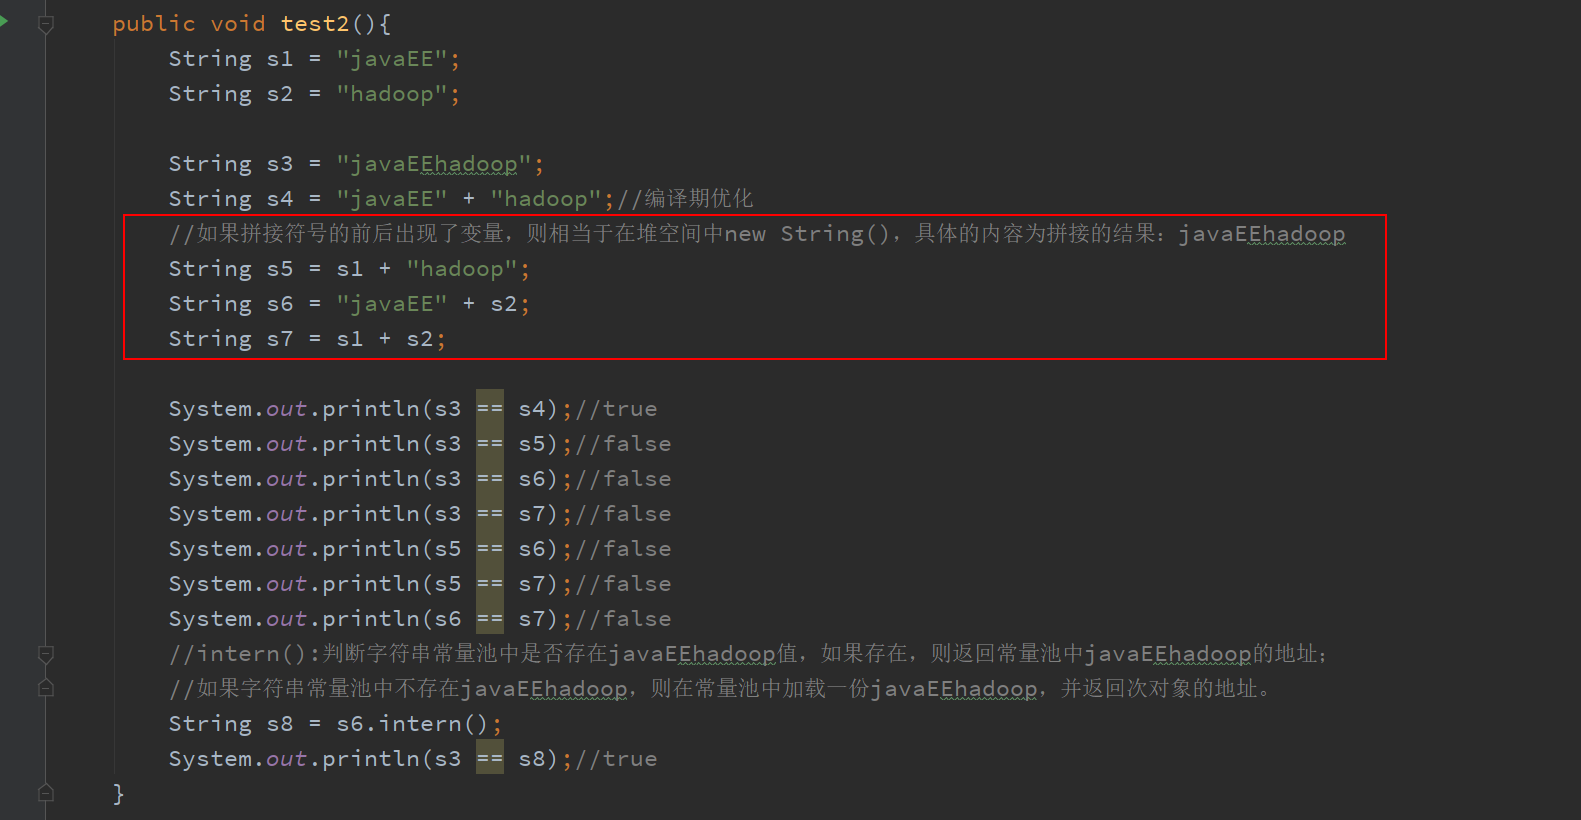 public void test2(){
String s1 = "javaEE";
String s2 = "hadoop";
String s3 = "javaEEhadoop";
String s4 = "javaEE" + "hadoop";//编译期优化
//如果拼接符号的前后出现了变量，则相当于在堆空间中new String()，具体的内容为拼接的结果：javaEEhadoop
String s5 = s1 + "hadoop";
String s6 = "javaEE" + s2;
String s7 = s1 + s2;
System.out.println(s3 == s4);//true
System.out.println(s3 == s5);//false
System.out.println(s3 == s6);//false
System.out.println(s3 == s7);//false
System.out.println(s5 == s6);//false
System.out.println(s5 == s7);//false
System.out.println(s6 == s7);//false
//intern():判断字符串常量池中是否存在javaEEhadoop值，如果存在，则返回常量池中javaEEhadoop的地址；
//如果字符串常量池中不存在javaEEhadoop，则在常量池中加载一份javaEEhadoop，并返回次对象的地址。
String s8 = s6.intern();
System.out.println(s3 == s8);//true
}